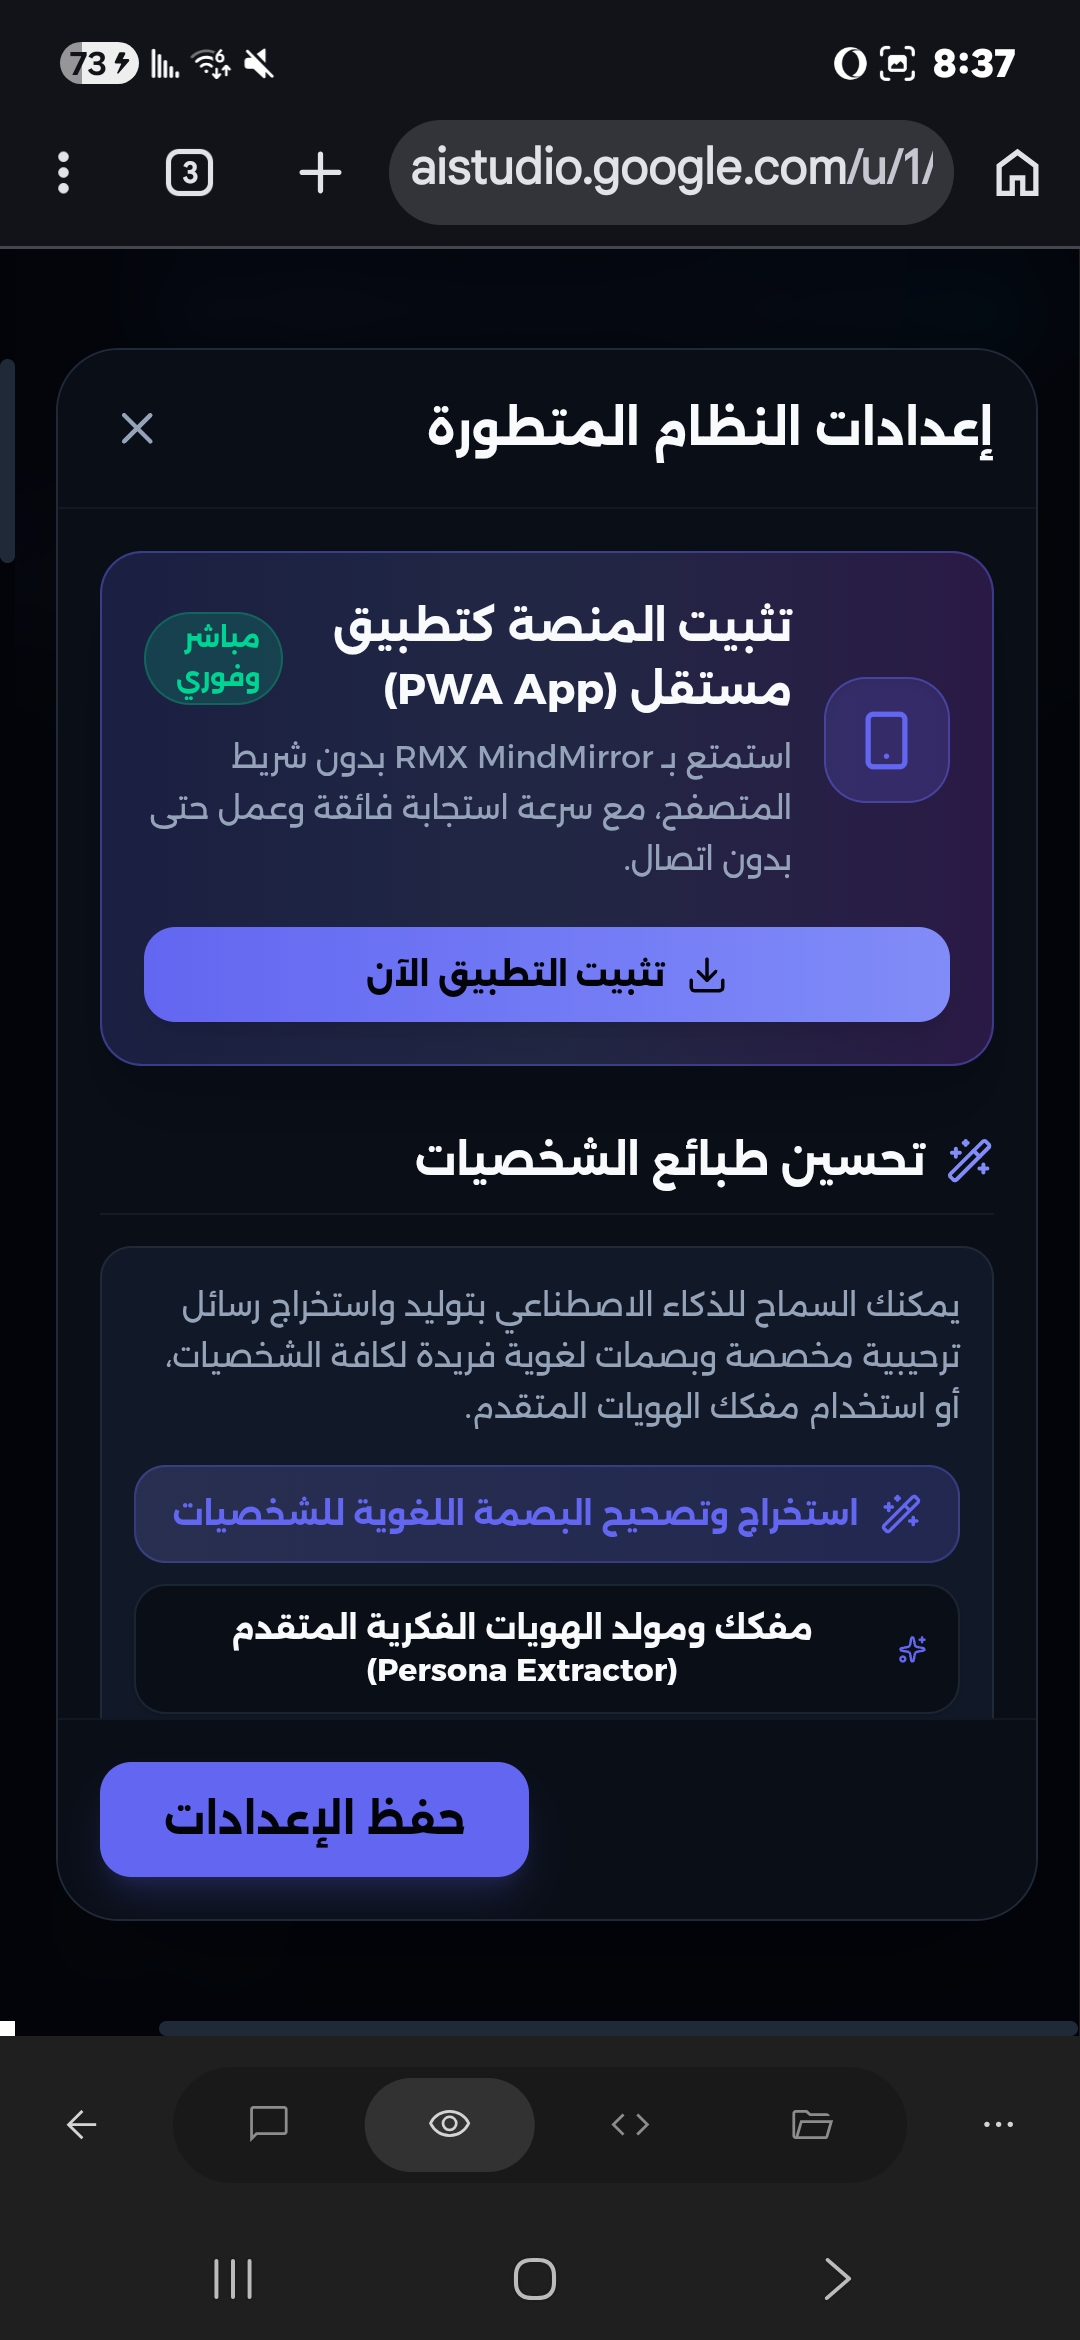 73
6
8:37
3
aistudio.google.com/u/1/
إعدادات النظام المتطورة
تثبيت المنصة كتطبيق
مستقل (PWA App)
مباشر
وفوري
استمتع بـ RMX MindMirror بدون شريط
المتصفح، مع سرعة استجابة فائقة وعمل حتى
بدون اتصال.
تثبيت التطبيق الآن
تحسين طبائع الشخصيات
يمكنك السماح للذكاء الاصطناعي بتوليد واستخراج رسائل
ترحيبية مخصصة وبصمات لغوية فريدة لكافة الشخصيات،
أو استخدام مفكك الهويات المتقدم.
استخراج وتصحيح البصمة اللغوية للشخصيات
مفكك ومولد الهويات الفكرية المتقدم
(Persona Extractor)
حفظ الإعدادات